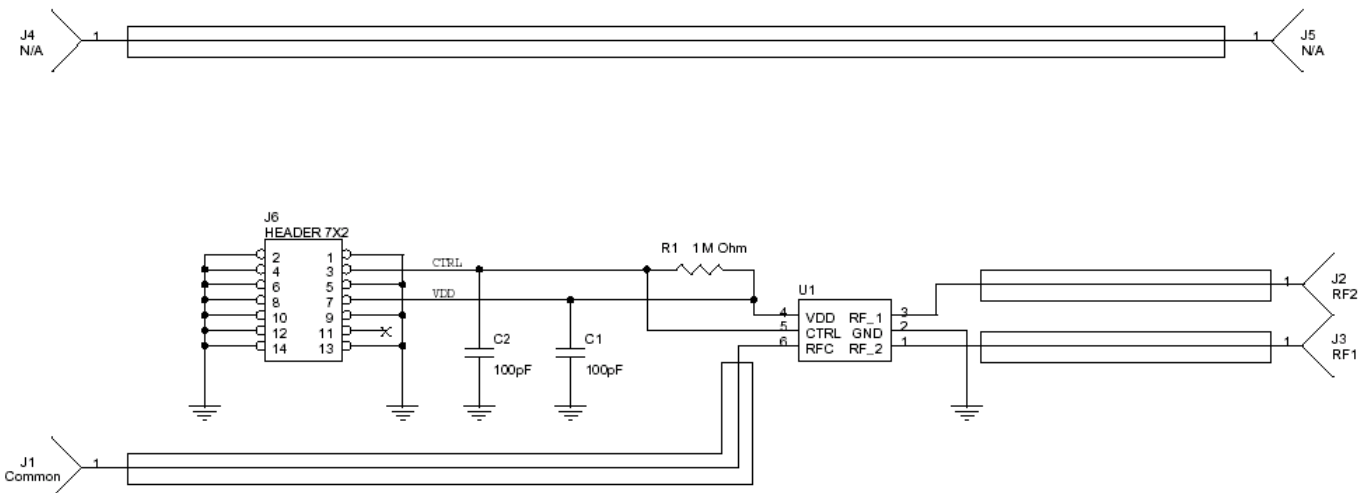 J4
N/A
1
1
J5
N/A
J6
HEADER 7X2
2 1
4 3
6 5
8 7
10 9
12 11
14 13
CTRL
VDD
R1 1M Ohm
C2
100pF
C1
100pF
U1
4 VDD RF_1 3
5 CTRL GND 2
6 RFC RF_2 1
1
J2
RF2
1
J3
RF1
J1
Common
1